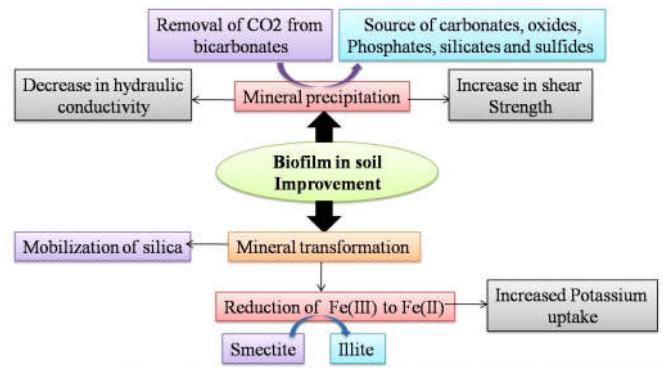 Removal of CO2 from
bicarbonates
Source of carbonates, oxides,
Phosphates, silicates and sulfides
Decrease in hydraulic
conductivity
Mineral precipitation
Increase in shear
Strength
Biofilm in soil
Improvement
Mobilization of silica
Mineral transformation
Reduction of Fe(III) to Fe(II)
Increased Potassium
uptake
Smectite
Illite